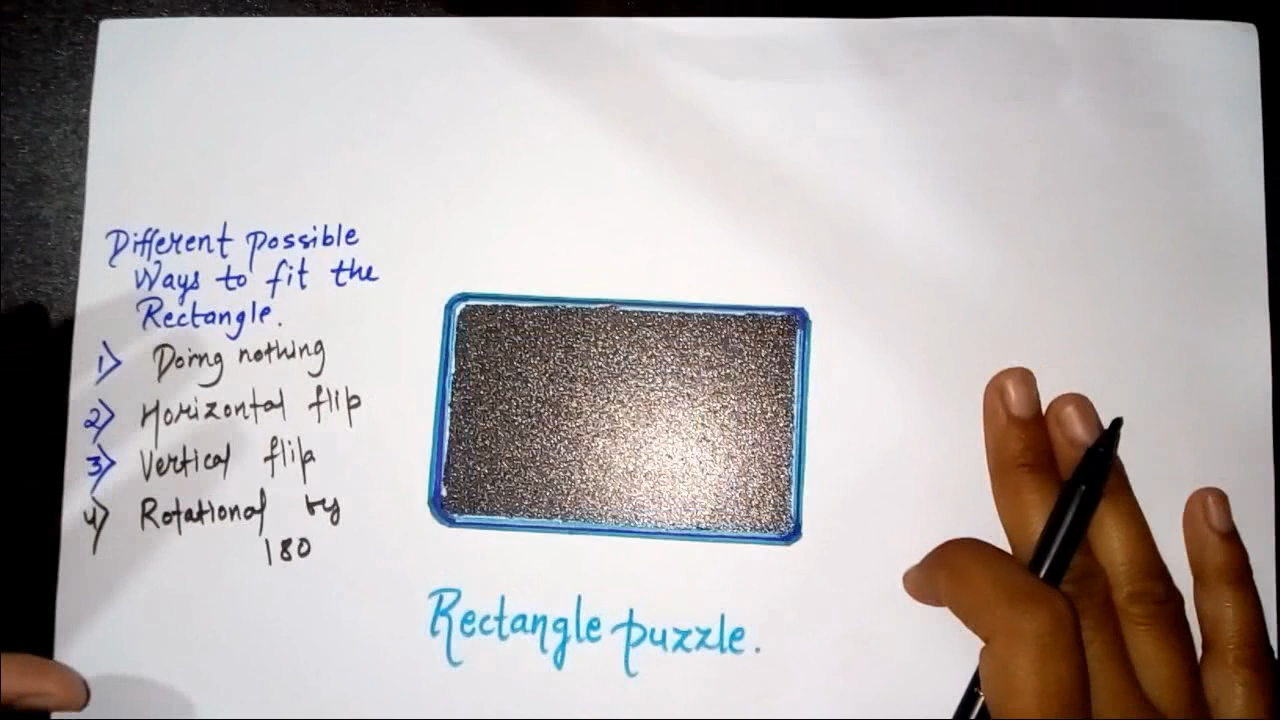 Different possible
Ways to fit the
Rectangle.
1) Doing nothing
2) Horizontal flip
3) Vertical flip
4) Rotational by
180
Rectangle puzzle.